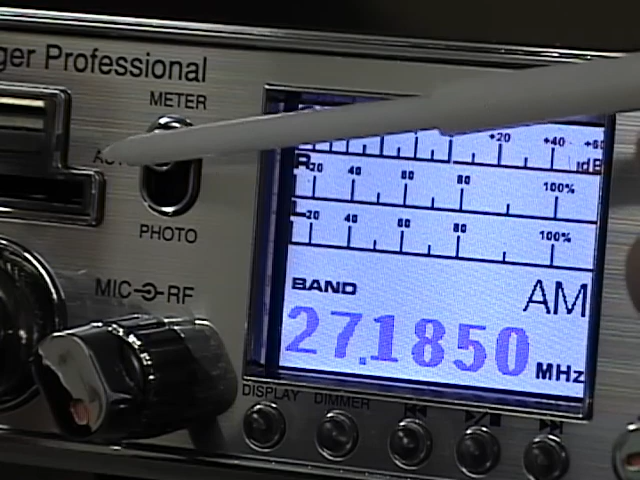 ger Professional
METER
PHOTO
MIC RF
+20 +40 +60
dB
R 20 40 60 80 100%
L 20 40 60 80 100%
BAND AM
27.1850 MHz
DISPLAY DIMMER